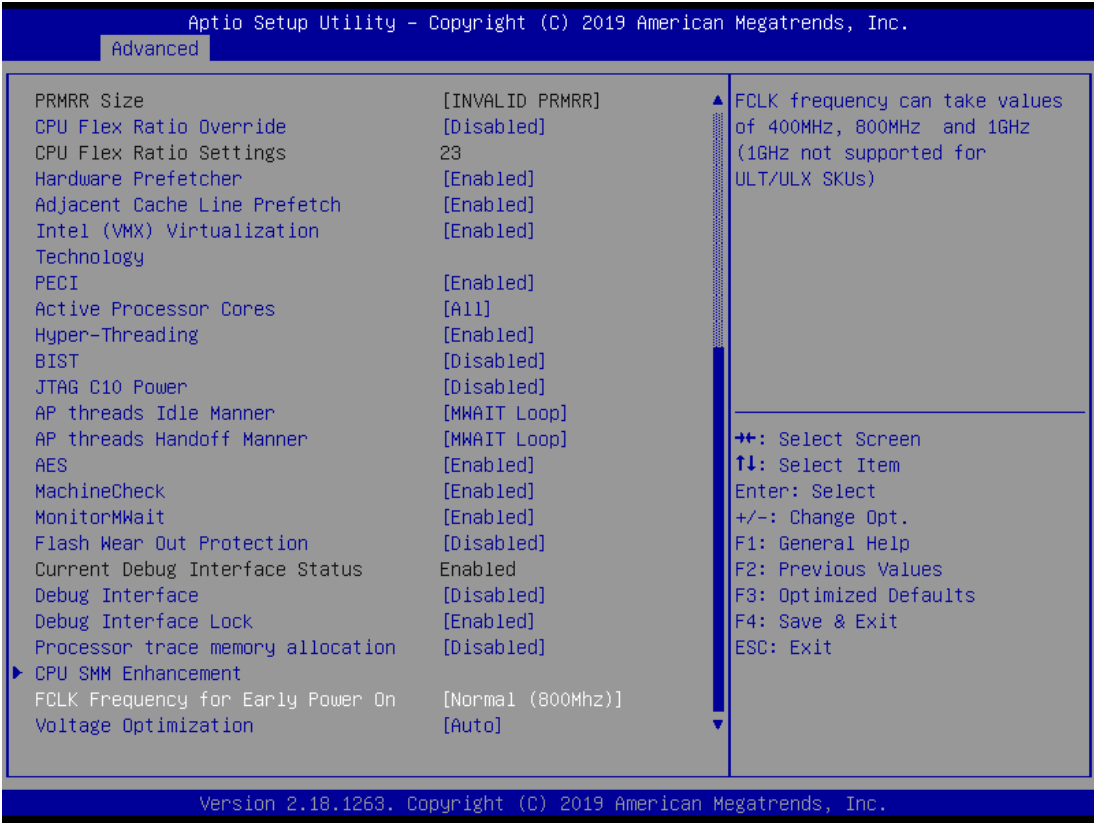 Aptio Setup Utility – Copyright (C) 2019 American Megatrends, Inc.
Advanced
PRMRR Size [INVALID PRMRR]
CPU Flex Ratio Override [Disabled]
CPU Flex Ratio Settings 23
Hardware Prefetcher [Enabled]
Adjacent Cache Line Prefetch [Enabled]
Intel (VMX) Virtualization [Enabled]
Technology
PECI [Enabled]
Active Processor Cores [All]
Hyper-Threading [Enabled]
BIST [Disabled]
JTAG C10 Power [Disabled]
AP threads Idle Manner [MWAIT Loop]
AP threads Handoff Manner [MWAIT Loop]
AES [Enabled]
MachineCheck [Enabled]
MonitorMWait [Enabled]
Flash Wear Out Protection [Disabled]
Current Debug Interface Status Enabled
Debug Interface [Disabled]
Debug Interface Lock [Enabled]
Processor trace memory allocation [Disabled]
CPU SMM Enhancement
FCLK Frequency for Early Power On [Normal (800Mhz)]
Voltage Optimization [Auto]
FCLK frequency can take values
of 400MHz, 800MHz and 1GHz
(1GHz not supported for
ULT/ULX SKUs)
→←: Select Screen
↑↓: Select Item
Enter: Select
+/-: Change Opt.
F1: General Help
F2: Previous Values
F3: Optimized Defaults
F4: Save & Exit
ESC: Exit
Version 2.18.1263. Copyright (C) 2019 American Megatrends, Inc.